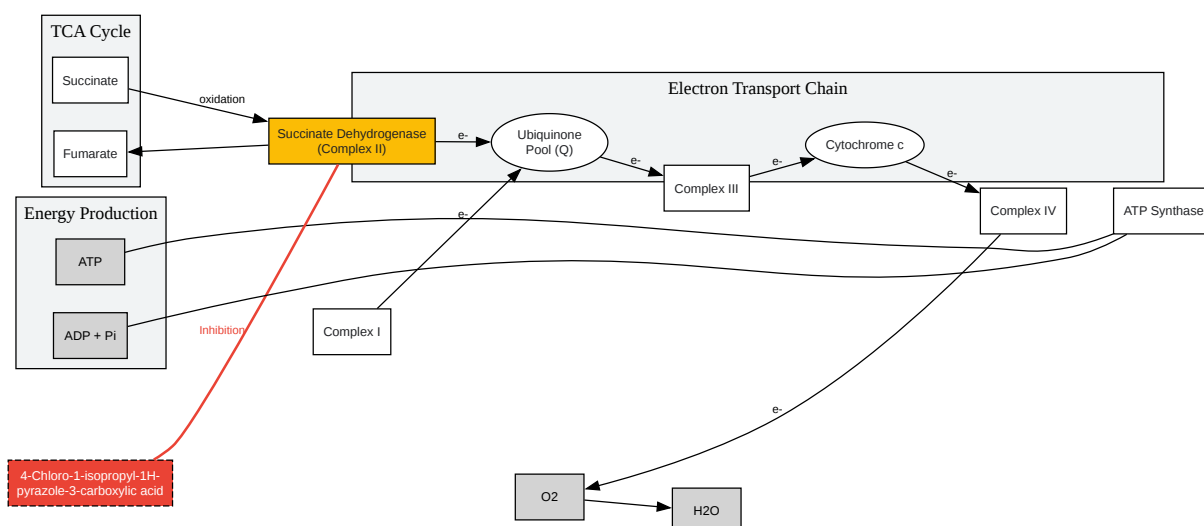 TCA Cycle
Succinate
Fumarate
oxidation
Electron Transport Chain
Succinate Dehydrogenase
(Complex II)
e-
Ubiquinone
Pool (Q)
e-
Complex III
e-
Cytochrome c
e-
Complex IV
ATP Synthase
Energy Production
ATP
ADP + Pi
e-
Complex I
Inhibition
4-Chloro-1-isopropyl-1H-
pyrazole-3-carboxylic acid
e-
O2
H2O